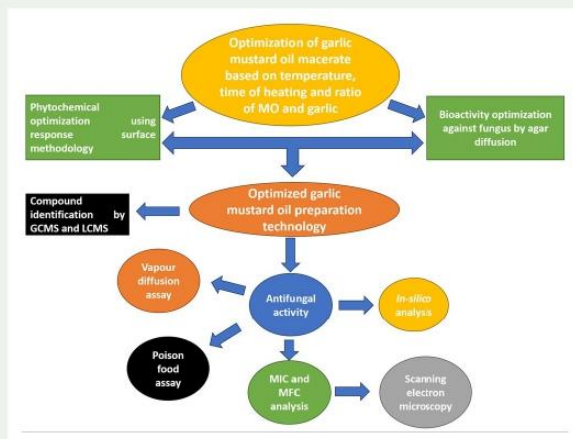 Optimization of garlic
mustard oil macerate
based on temperature,
time of heating and ratio
of MO and garlic
Phytochemical
optimization using
response surface
methodology
Bioactivity optimization
against fungus by agar
diffusion
Compound
identification by
GCMS and LCMS
Optimized garlic
mustard oil preparation
technology
Vapour
diffusion
assay
Antifungal
activity
In-silico
analysis
Poison
food
assay
MIC and
MFC
analysis
Scanning
electron
microscopy